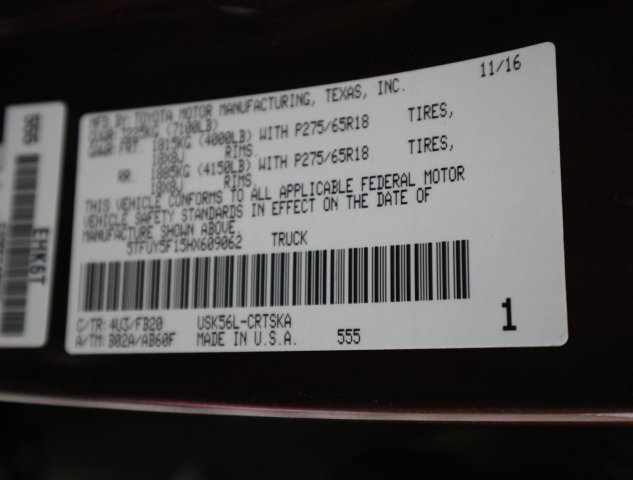 11/16
MFD BY: TOYOTA MOTOR MANUFACTURING, TEXAS, INC.
GVWR 3225KG (7100LB)
GAWR FRT. 1815KG (4000LB) WITH P275/65R18 TIRES,
18X8J RIMS.
RR. 1885KG (4150LB) WITH P275/65R18 TIRES,
18X8J RIMS.
THIS VEHICLE CONFORMS TO ALL APPLICABLE FEDERAL MOTOR
VEHICLE SAFETY STANDARDS IN EFFECT ON THE DATE OF
MANUFACTURE SHOWN ABOVE.
5TFUY5F15HX609062 TRUCK
C/TR: 4U3/FB20 USK56L-CRTSKA
A/TM: B02A/AB60F MADE IN U.S.A. 555
1
555
EHK6T